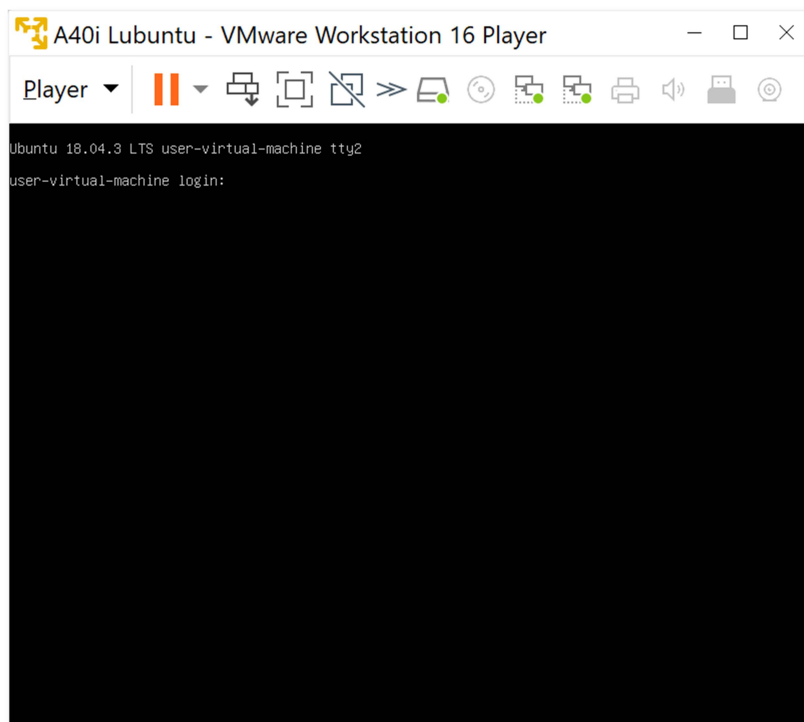 A40i Lubuntu - VMware Workstation 16 Player
Player
Ubuntu 18.04.3 LTS user-virtual-machine tty2
user-virtual-machine login: